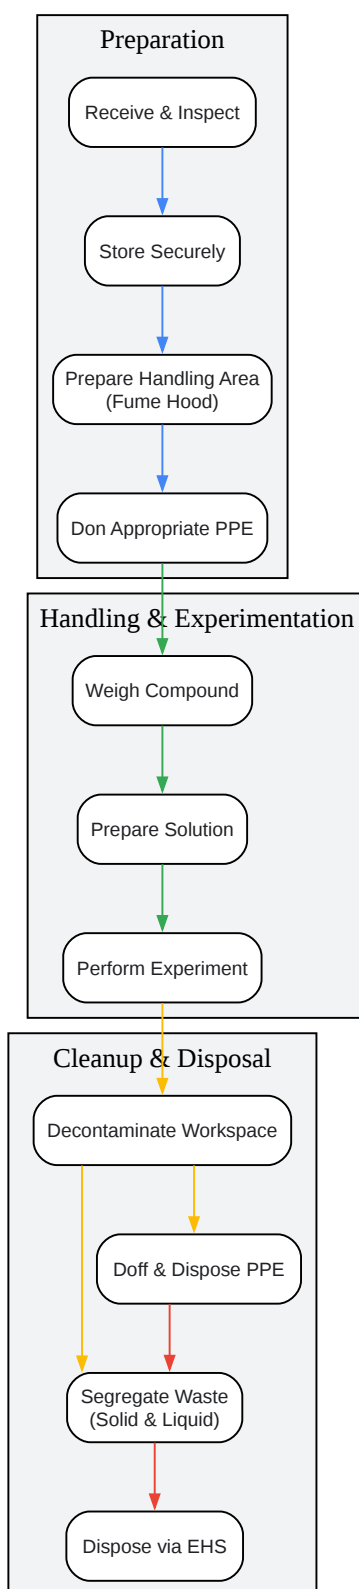 Preparation
Receive & Inspect
Store Securely
Prepare Handling Area
(Fume Hood)
Don Appropriate PPE
Handling & Experimentation
Weigh Compound
Prepare Solution
Perform Experiment
Cleanup & Disposal
Decontaminate Workspace
Doff & Dispose PPE
Segregate Waste
(Solid & Liquid)
Dispose via EHS